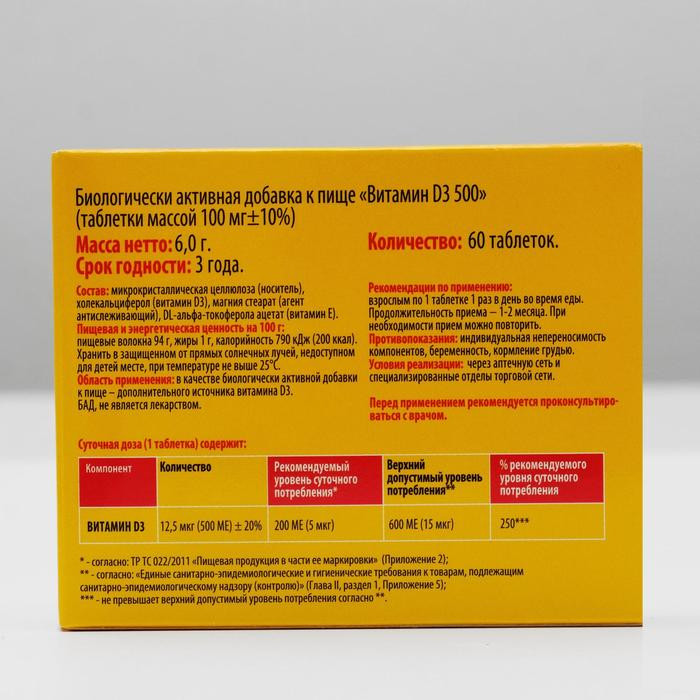 Биологически активная добавка к пище «Витамин D3 500»
(таблетки массой 100 мг±10%)
Масса нетто: 6,0 г.
Срок годности: 3 года.
Количество: 60 таблеток.
Состав: микрокристаллическая целлюлоза (носитель),
холекальциферол (витамин D3), магния стеарат (агент
антислеживающий), DL-альфа-токоферола ацетат (витамин Е).
Пищевая и энергетическая ценность на 100 г:
пищевые волокна 94 г, жиры 1 г, калорийность 790 кДж (200 ккал).
Хранить в защищенном от прямых солнечных лучей, недоступном
для детей месте, при температуре не выше 25°С.
Область применения: в качестве биологически активной добавки
к пище – дополнительного источника витамина D3.
БАД, не является лекарством.
Рекомендации по применению:
взрослым по 1 таблетке 1 раз в день во время еды.
Продолжительность приема – 1-2 месяца. При
необходимости прием можно повторить.
Противопоказания: индивидуальная непереносимость
компонентов, беременность, кормление грудью.
Условия реализации: через аптечную сеть и
специализированные отделы торговой сети.
Перед применением рекомендуется проконсультиро-
ваться с врачом.
Суточная доза (1 таблетка) содержит:
Компонент
Количество
Рекомендуемый
уровень суточного
потребления*
Верхний
допустимый уровень
потребления**
% рекомендуемого
уровня суточного
потребления
ВИТАМИН D3
12,5 мкг (500 МЕ) ± 20%
200 МЕ (5 мкг)
600 МЕ (15 мкг)
250***
* - согласно: ТР ТС 022/2011 «Пищевая продукция в части ее маркировки» (Приложение 2);
** - согласно: «Единые санитарно-эпидемиологические и гигиенические требования к товарам, подлежащим
санитарно-эпидемиологическому надзору (контролю)» (Глава II, раздел 1, Приложение 5);
*** - не превышает верхний допустимый уровень потребления согласно **.